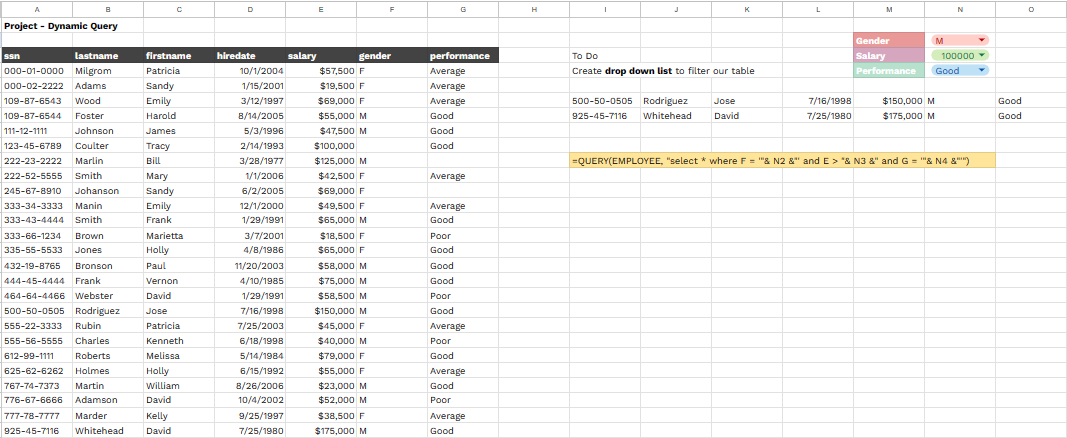 A B C D E F G H I J K L M N O
Project - Dynamic Query
Gender M
ssn lastname firstname hiredate salary gender performance To Do Salary 100000
000-01-0000 Milgrom Patricia 10/1/2004 $57,500 F Average Create drop down list to filter our table Performance Good
000-02-2222 Adams Sandy 1/15/2001 $19,500 F Average
109-87-6543 Wood Emily 3/12/1997 $69,000 F Average 500-50-0505 Rodriguez Jose 7/16/1998 $150,000 M Good
109-87-6544 Foster Harold 8/14/2005 $55,000 M Good 925-45-7116 Whitehead David 7/25/1980 $175,000 M Good
111-12-1111 Johnson James 5/3/1996 $47,500 M Good
123-45-6789 Coulter Tracy 2/14/1993 $100,000 Good
222-23-2222 Marlin Bill 3/28/1977 $125,000 M =QUERY(EMPLOYEE, "select * where F = '"& N2 &"' and E > "& N3 &" and G = '"& N4 &"'")
222-52-5555 Smith Mary 1/1/2006 $42,500 F Average
245-67-8910 Johanson Sandy 6/2/2005 $69,000 F
333-34-3333 Manin Emily 12/1/2000 $49,500 F Average
333-43-4444 Smith Frank 1/29/1991 $65,000 M Good
333-66-1234 Brown Marietta 3/7/2001 $18,500 F Poor
335-55-5533 Jones Holly 4/8/1986 $65,000 F Good
432-19-8765 Bronson Paul 11/20/2003 $58,000 M Good
444-45-4444 Frank Vernon 4/10/1985 $75,000 M Good
464-64-4466 Webster David 1/29/1991 $58,500 M Poor
500-50-0505 Rodriguez Jose 7/16/1998 $150,000 M Good
555-22-3333 Rubin Patricia 7/25/2003 $45,000 F Average
555-56-5555 Charles Kenneth 6/18/1998 $40,000 M Poor
612-99-1111 Roberts Melissa 5/14/1984 $79,000 F Good
625-62-6262 Holmes Holly 6/15/1992 $55,000 F Average
767-74-7373 Martin William 8/26/2006 $23,000 M Good
776-67-6666 Adamson David 10/4/2002 $52,000 M Poor
777-78-7777 Marder Kelly 9/25/1997 $38,500 F Average
925-45-7116 Whitehead David 7/25/1980 $175,000 M Good